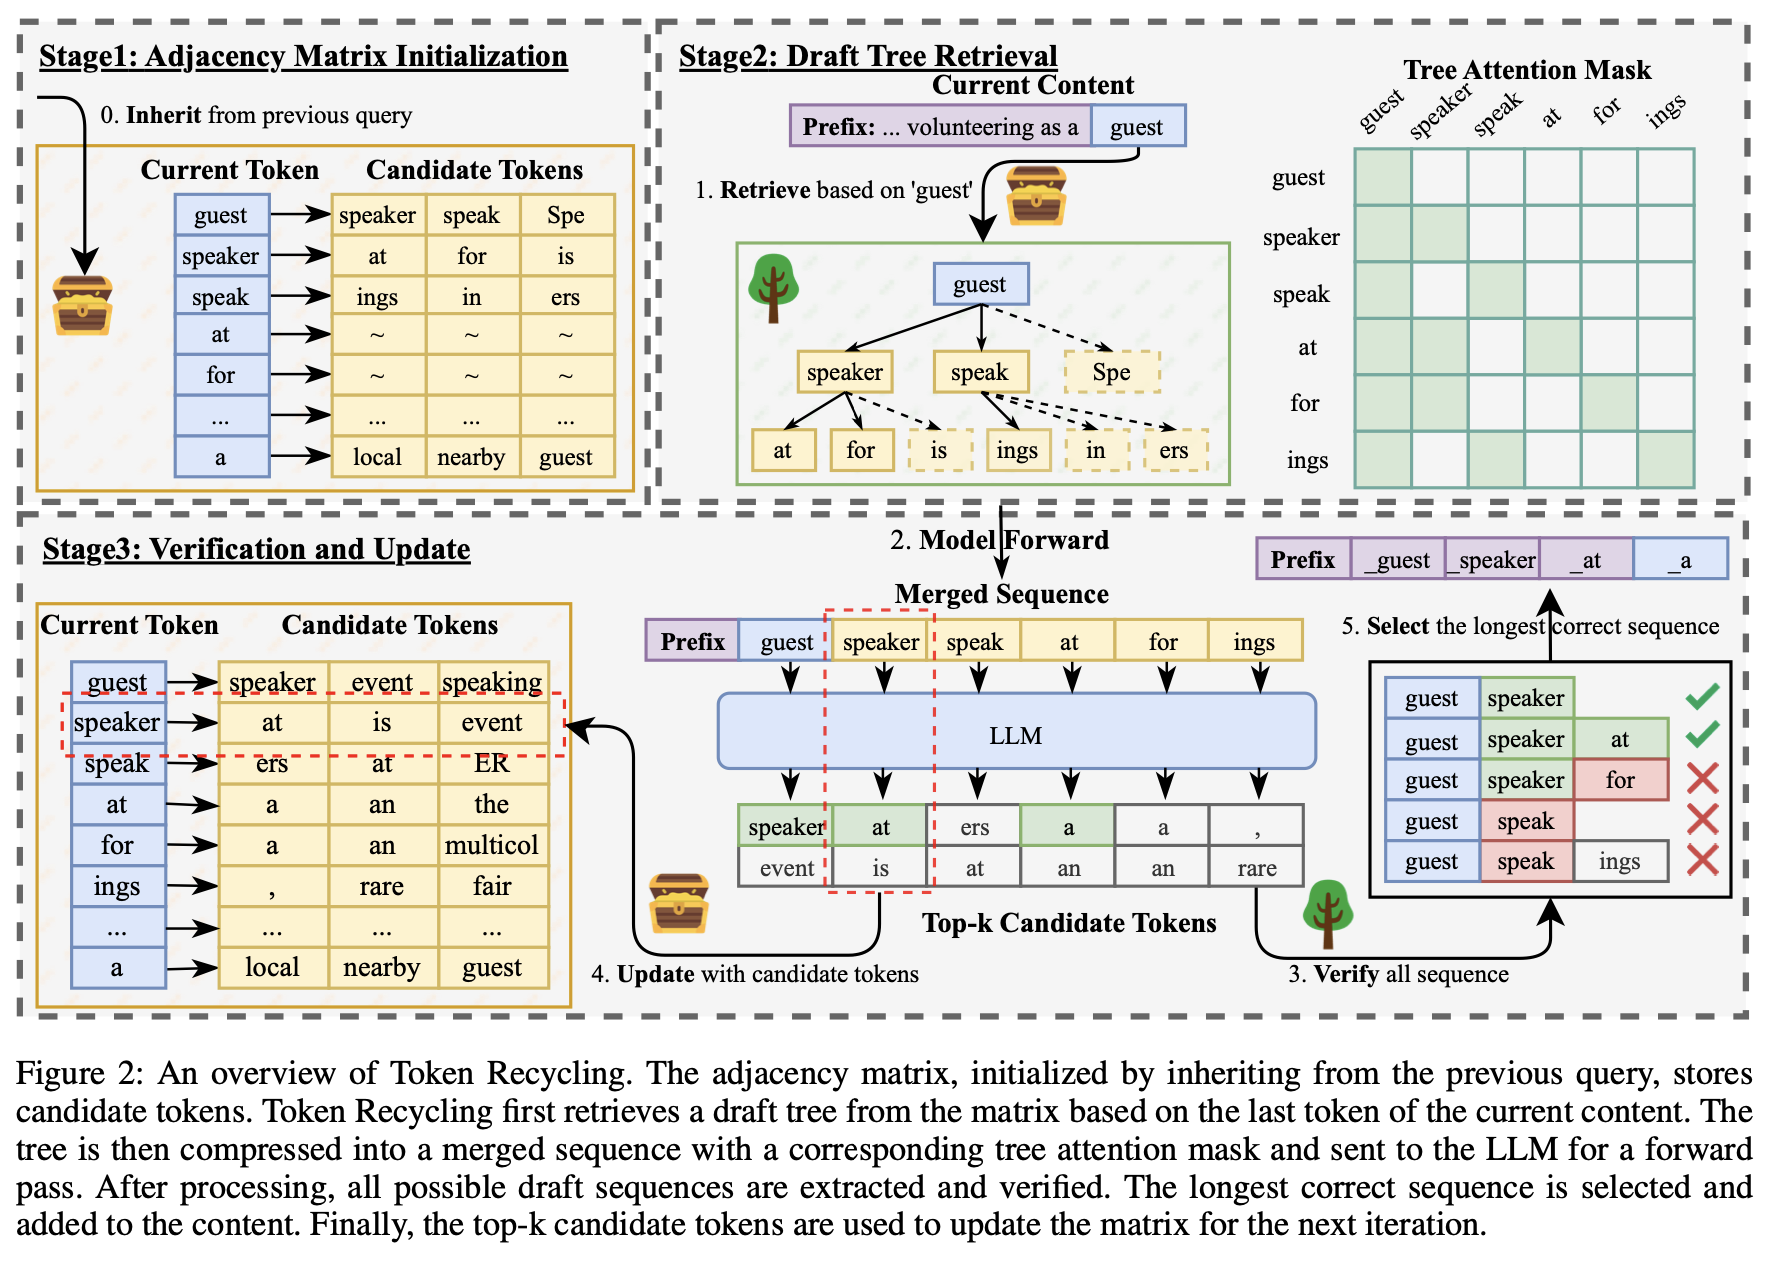 Stage1: Adjacency Matrix Initialization
0. Inherit from previous query
Current Token Candidate Tokens
guest speaker speak Spe
speaker at for is
speak ings in ers
at ~ ~ ~
for ~ ~ ~
... ... ... ...
a local nearby guest
Stage2: Draft Tree Retrieval
Current Content
Prefix: ... volunteering as a guest
1. Retrieve based on 'guest'
guest
speaker speak Spe
at for is ings in ers
Tree Attention Mask
guest speaker speak at for ings
guest
speaker
speak
at
for
ings
Stage3: Verification and Update
Current Token Candidate Tokens
guest speaker event speaking
speaker at is event
speak ers at ER
at a an the
for a an multicol
ings , rare fair
... ... ... ...
a local nearby guest
2. Model Forward
Merged Sequence
Prefix guest speaker speak at for ings
LLM
speaker at ers a a ,
event is at an an rare
Top-k Candidate Tokens
4. Update with candidate tokens
3. Verify all sequence
Prefix _guest _speaker _at _a
5. Select the longest correct sequence
guest speaker
guest speaker at
guest speaker for
guest speak
guest speak ings
Figure 2: An overview of Token Recycling. The adjacency matrix, initialized by inheriting from the previous query, stores
candidate tokens. Token Recycling first retrieves a draft tree from the matrix based on the last token of the current content. The
tree is then compressed into a merged sequence with a corresponding tree attention mask and sent to the LLM for a forward
pass. After processing, all possible draft sequences are extracted and verified. The longest correct sequence is selected and
added to the content. Finally, the top-k candidate tokens are used to update the matrix for the next iteration.